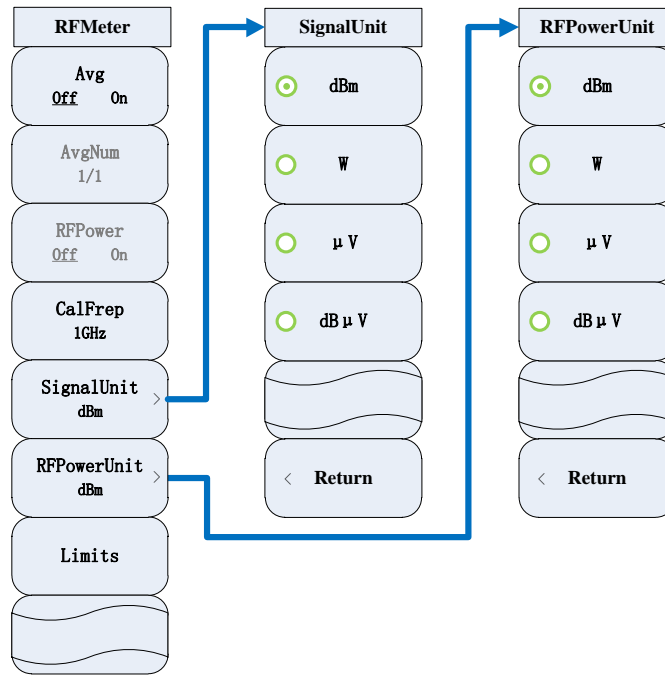 RFMeter
Avg
Off On
AvgNum
1/1
RFPower
Off On
CalFrep
1GHz
SignalUnit >
dBm
RFPowerUnit >
dBm
Limits
SignalUnit
dBm
W
μV
dBμV
< Return
RFPowerUnit
dBm
W
μV
dBμV
< Return